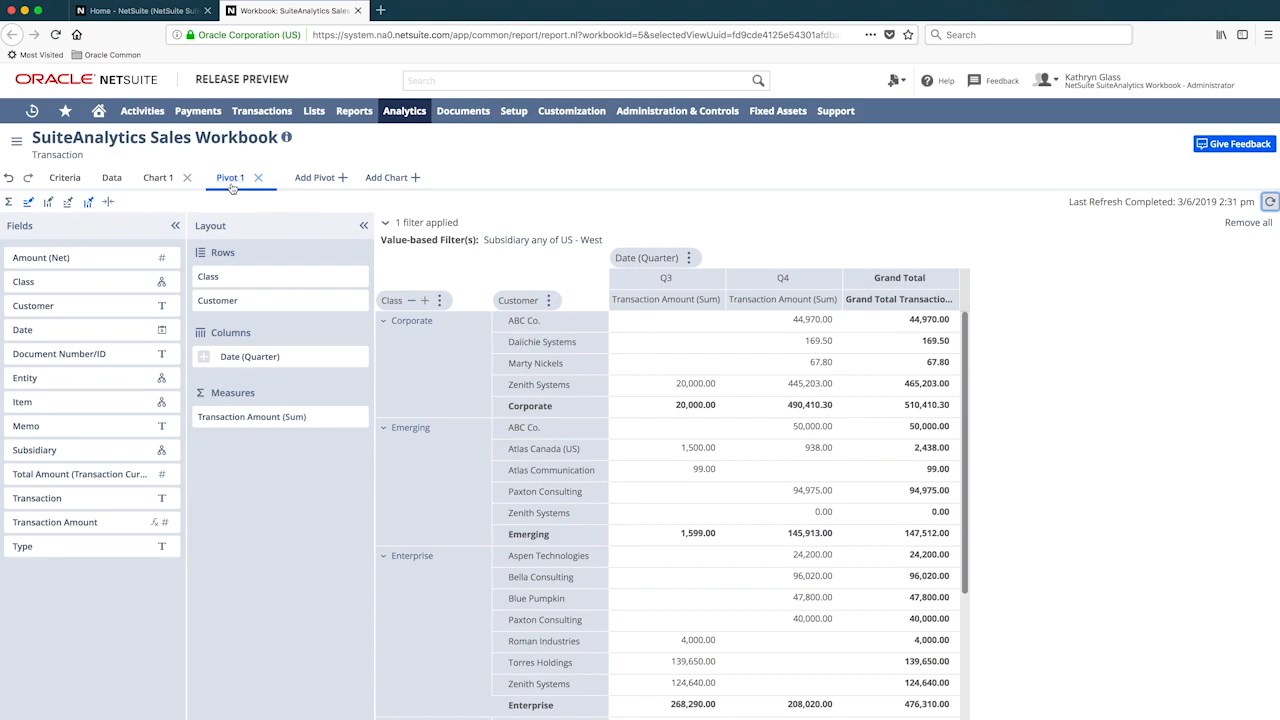 Home - NetSuite (NetSuite Sui
Workbook: SuiteAnalytics Sales
Oracle Corporation (US)
https://system.na0.netsuite.com/app/common/report/report.nl?workbookId=5&selectedViewUuid=fd9cde4125e54301afdb
Search
Most Visited
Oracle Common
ORACLE NETSUITE
RELEASE PREVIEW
Search
Help
Feedback
Kathryn Glass
NetSuite SuiteAnalytics Workbook - Administrator
Activities Payments Transactions Lists Reports Analytics Documents Setup Customization Administration & Controls Fixed Assets Support
SuiteAnalytics Sales Workbook
Transaction
Give Feedback
Criteria Data Chart 1 Pivot 1 Add Pivot + Add Chart +
Last Refresh Completed: 3/6/2019 2:31 pm
Fields
Amount (Net) #
Class
Customer T
Date
Document Number/ID T
Entity
Item
Memo T
Subsidiary
Total Amount (Transaction Cur... #
Transaction T
Transaction Amount fx #
Type T
Layout
Rows
Class
Customer
Columns
Date (Quarter)
Σ Measures
Transaction Amount (Sum)
1 filter applied
Remove all
Value-based Filter(s): Subsidiary any of US - West
Date (Quarter)
Q3 Q4 Grand Total
Class Customer Transaction Amount (Sum) Transaction Amount (Sum) Grand Total Transactio...
Corporate ABC Co. 44,970.00 44,970.00
Daiichie Systems 169.50 169.50
Marty Nickels 67.80 67.80
Zenith Systems 20,000.00 445,203.00 465,203.00
Corporate 20,000.00 490,410.30 510,410.30
Emerging ABC Co. 50,000.00 50,000.00
Atlas Canada (US) 1,500.00 938.00 2,438.00
Atlas Communication 99.00 99.00
Paxton Consulting 94,975.00 94,975.00
Zenith Systems 0.00 0.00
Emerging 1,599.00 145,913.00 147,512.00
Enterprise Aspen Technologies 24,200.00 24,200.00
Bella Consulting 96,020.00 96,020.00
Blue Pumpkin 47,800.00 47,800.00
Paxton Consulting 40,000.00 40,000.00
Roman Industries 4,000.00 4,000.00
Torres Holdings 139,650.00 139,650.00
Zenith Systems 124,640.00 124,640.00
Enterprise 268,290.00 208,020.00 476,310.00